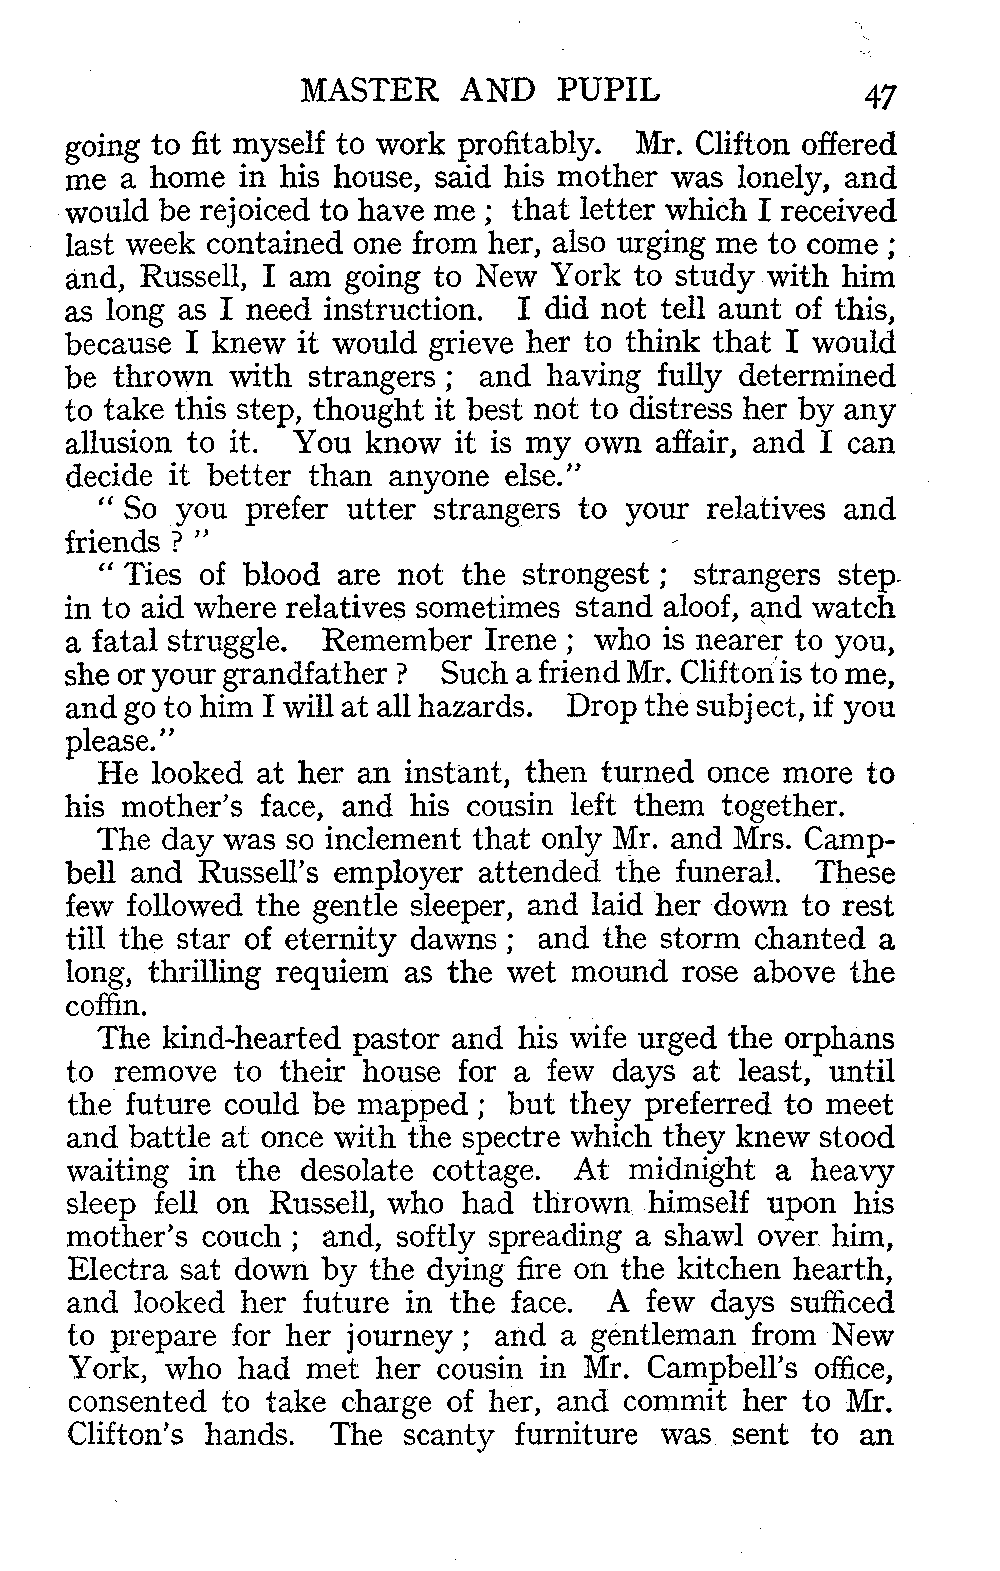 MASTER AND PUPIL 47
going to fit myself to work profitably. Mr. Clifton offered
me a home in his house, said his mother was lonely, and
would be rejoiced to have me ; that letter which I received
last week contained one from her, also urging me to come ;
and, Russell, I am going to New York to study with him
as long as I need instruction. I did not tell aunt of this,
because I knew it would grieve her to think that I would
be thrown with strangers ; and having fully determined
to take this step, thought it best not to distress her by any
allusion to it. You know it is my own affair, and I can
decide it better than anyone else."
" So you prefer utter strangers to your relatives and
friends ? "
" Ties of blood are not the strongest ; strangers step
in to aid where relatives sometimes stand aloof, and watch
a fatal struggle. Remember Irene ; who is nearer to you,
she or your grandfather ? Such a friend Mr. Clifton is to me,
and go to him I will at all hazards. Drop the subject, if you
please."
He looked at her an instant, then turned once more to
his mother's face, and his cousin left them together.
The day was so inclement that only Mr. and Mrs. Camp-
bell and Russell's employer attended the funeral. These
few followed the gentle sleeper, and laid her down to rest
till the star of eternity dawns ; and the storm chanted a
long, thrilling requiem as the wet mound rose above the
coffin.
The kind-hearted pastor and his wife urged the orphans
to remove to their house for a few days at least, until
the future could be mapped ; but they preferred to meet
and battle at once with the spectre which they knew stood
waiting in the desolate cottage. At midnight a heavy
sleep fell on Russell, who had thrown himself upon his
mother's couch ; and, softly spreading a shawl over him,
Electra sat down by the dying fire on the kitchen hearth,
and looked her future in the face. A few days sufficed
to prepare for her journey ; and a gentleman from New
York, who had met her cousin in Mr. Campbell's office,
consented to take charge of her, and commit her to Mr.
Clifton's hands. The scanty furniture was sent to an